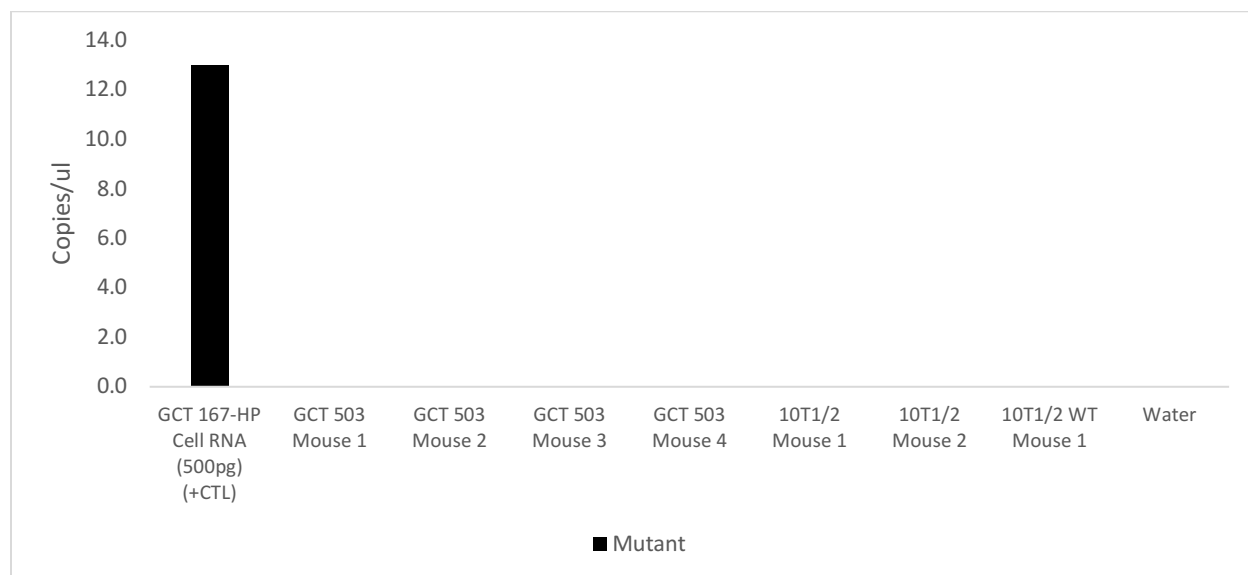 14.0
12.0
10.0
8.0
6.0
4.0
2.0
0.0
Copies/ul
GCT 167-HP
Cell RNA
(500pg)
(+CTL)
GCT 503
Mouse 1
GCT 503
Mouse 2
GCT 503
Mouse 3
GCT 503
Mouse 4
10T1/2
Mouse 1
10T1/2
Mouse 2
10T1/2 WT
Mouse 1
Water
Mutant